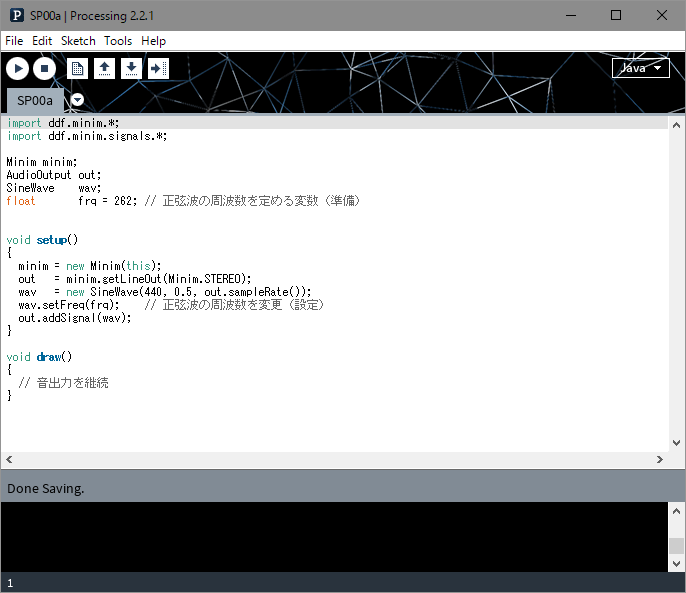 SP00a | Processing 2.2.1
File Edit Sketch Tools Help
Java
SP00a
import ddf.minim.*;
import ddf.minim.signals.*;
Minim minim;
AudioOutput out;
SineWave    wav;
float       frq = 262; // 正弦波の周波数を定める変数（準備）
void setup()
{
  minim = new Minim(this);
  out   = minim.getLineOut(Minim.STEREO);
  wav   = new SineWave(440, 0.5, out.sampleRate());
  wav.setFreq(frq);    // 正弦波の周波数を変更（設定）
  out.addSignal(wav);
}
void draw()
{
  // 音出力を継続
}
Done Saving.
1